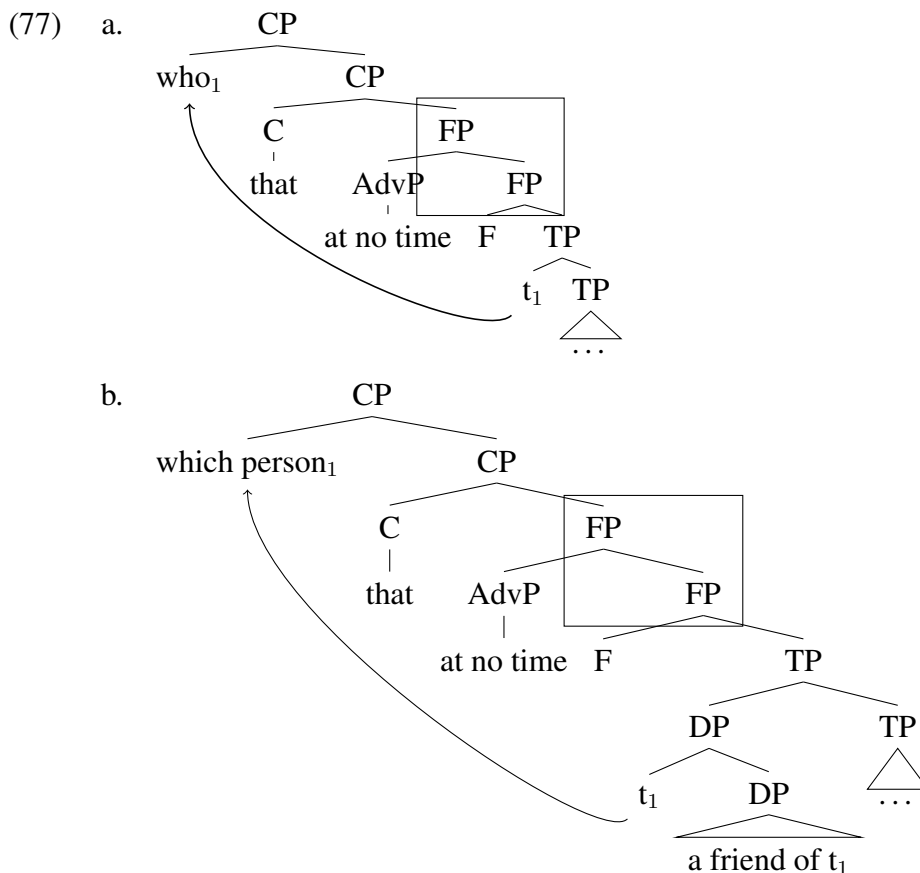 (77) a. CP
who₁ CP
C FP
that AdvP FP
at no time F TP
t₁ TP
...
b. CP
which person₁ CP
C FP
that AdvP FP
at no time F TP
DP TP
t₁ DP ...
a friend of t₁